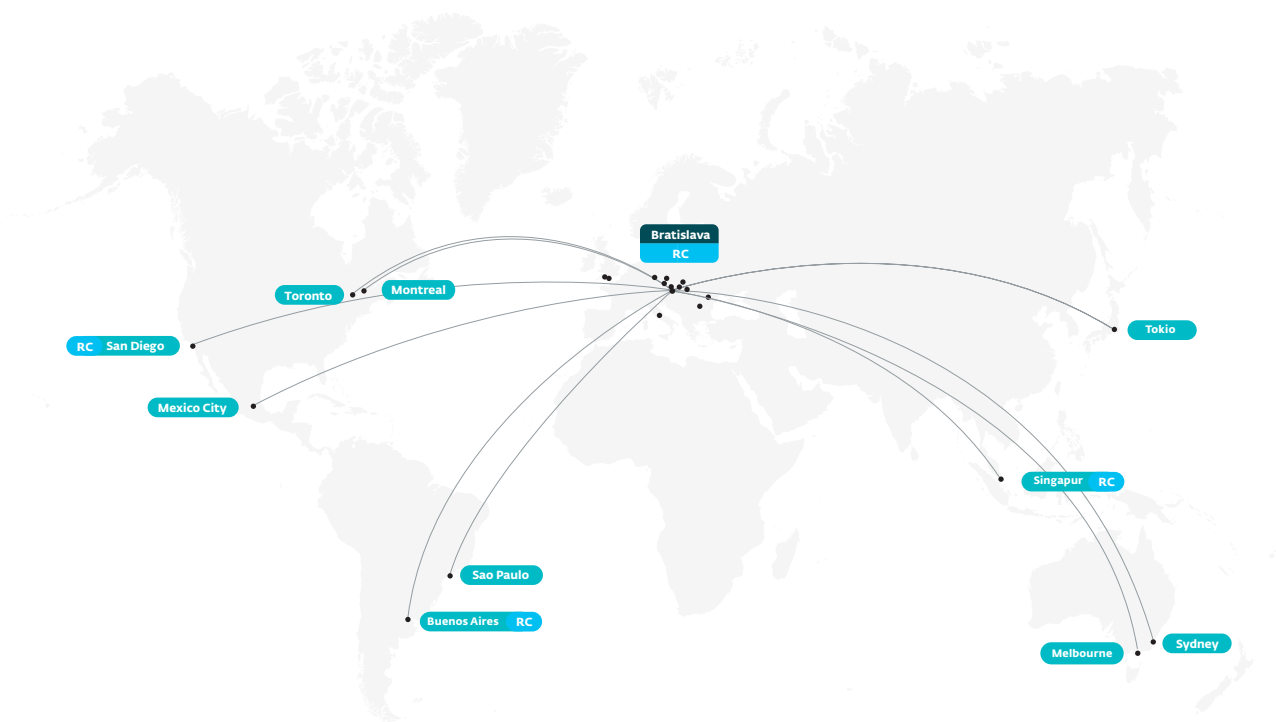 Bratislava
RC
Toronto
Montreal
RC San Diego
Tokio
Mexico City
Singapur RC
Sao Paulo
Buenos Aires RC
Melbourne
Sydney